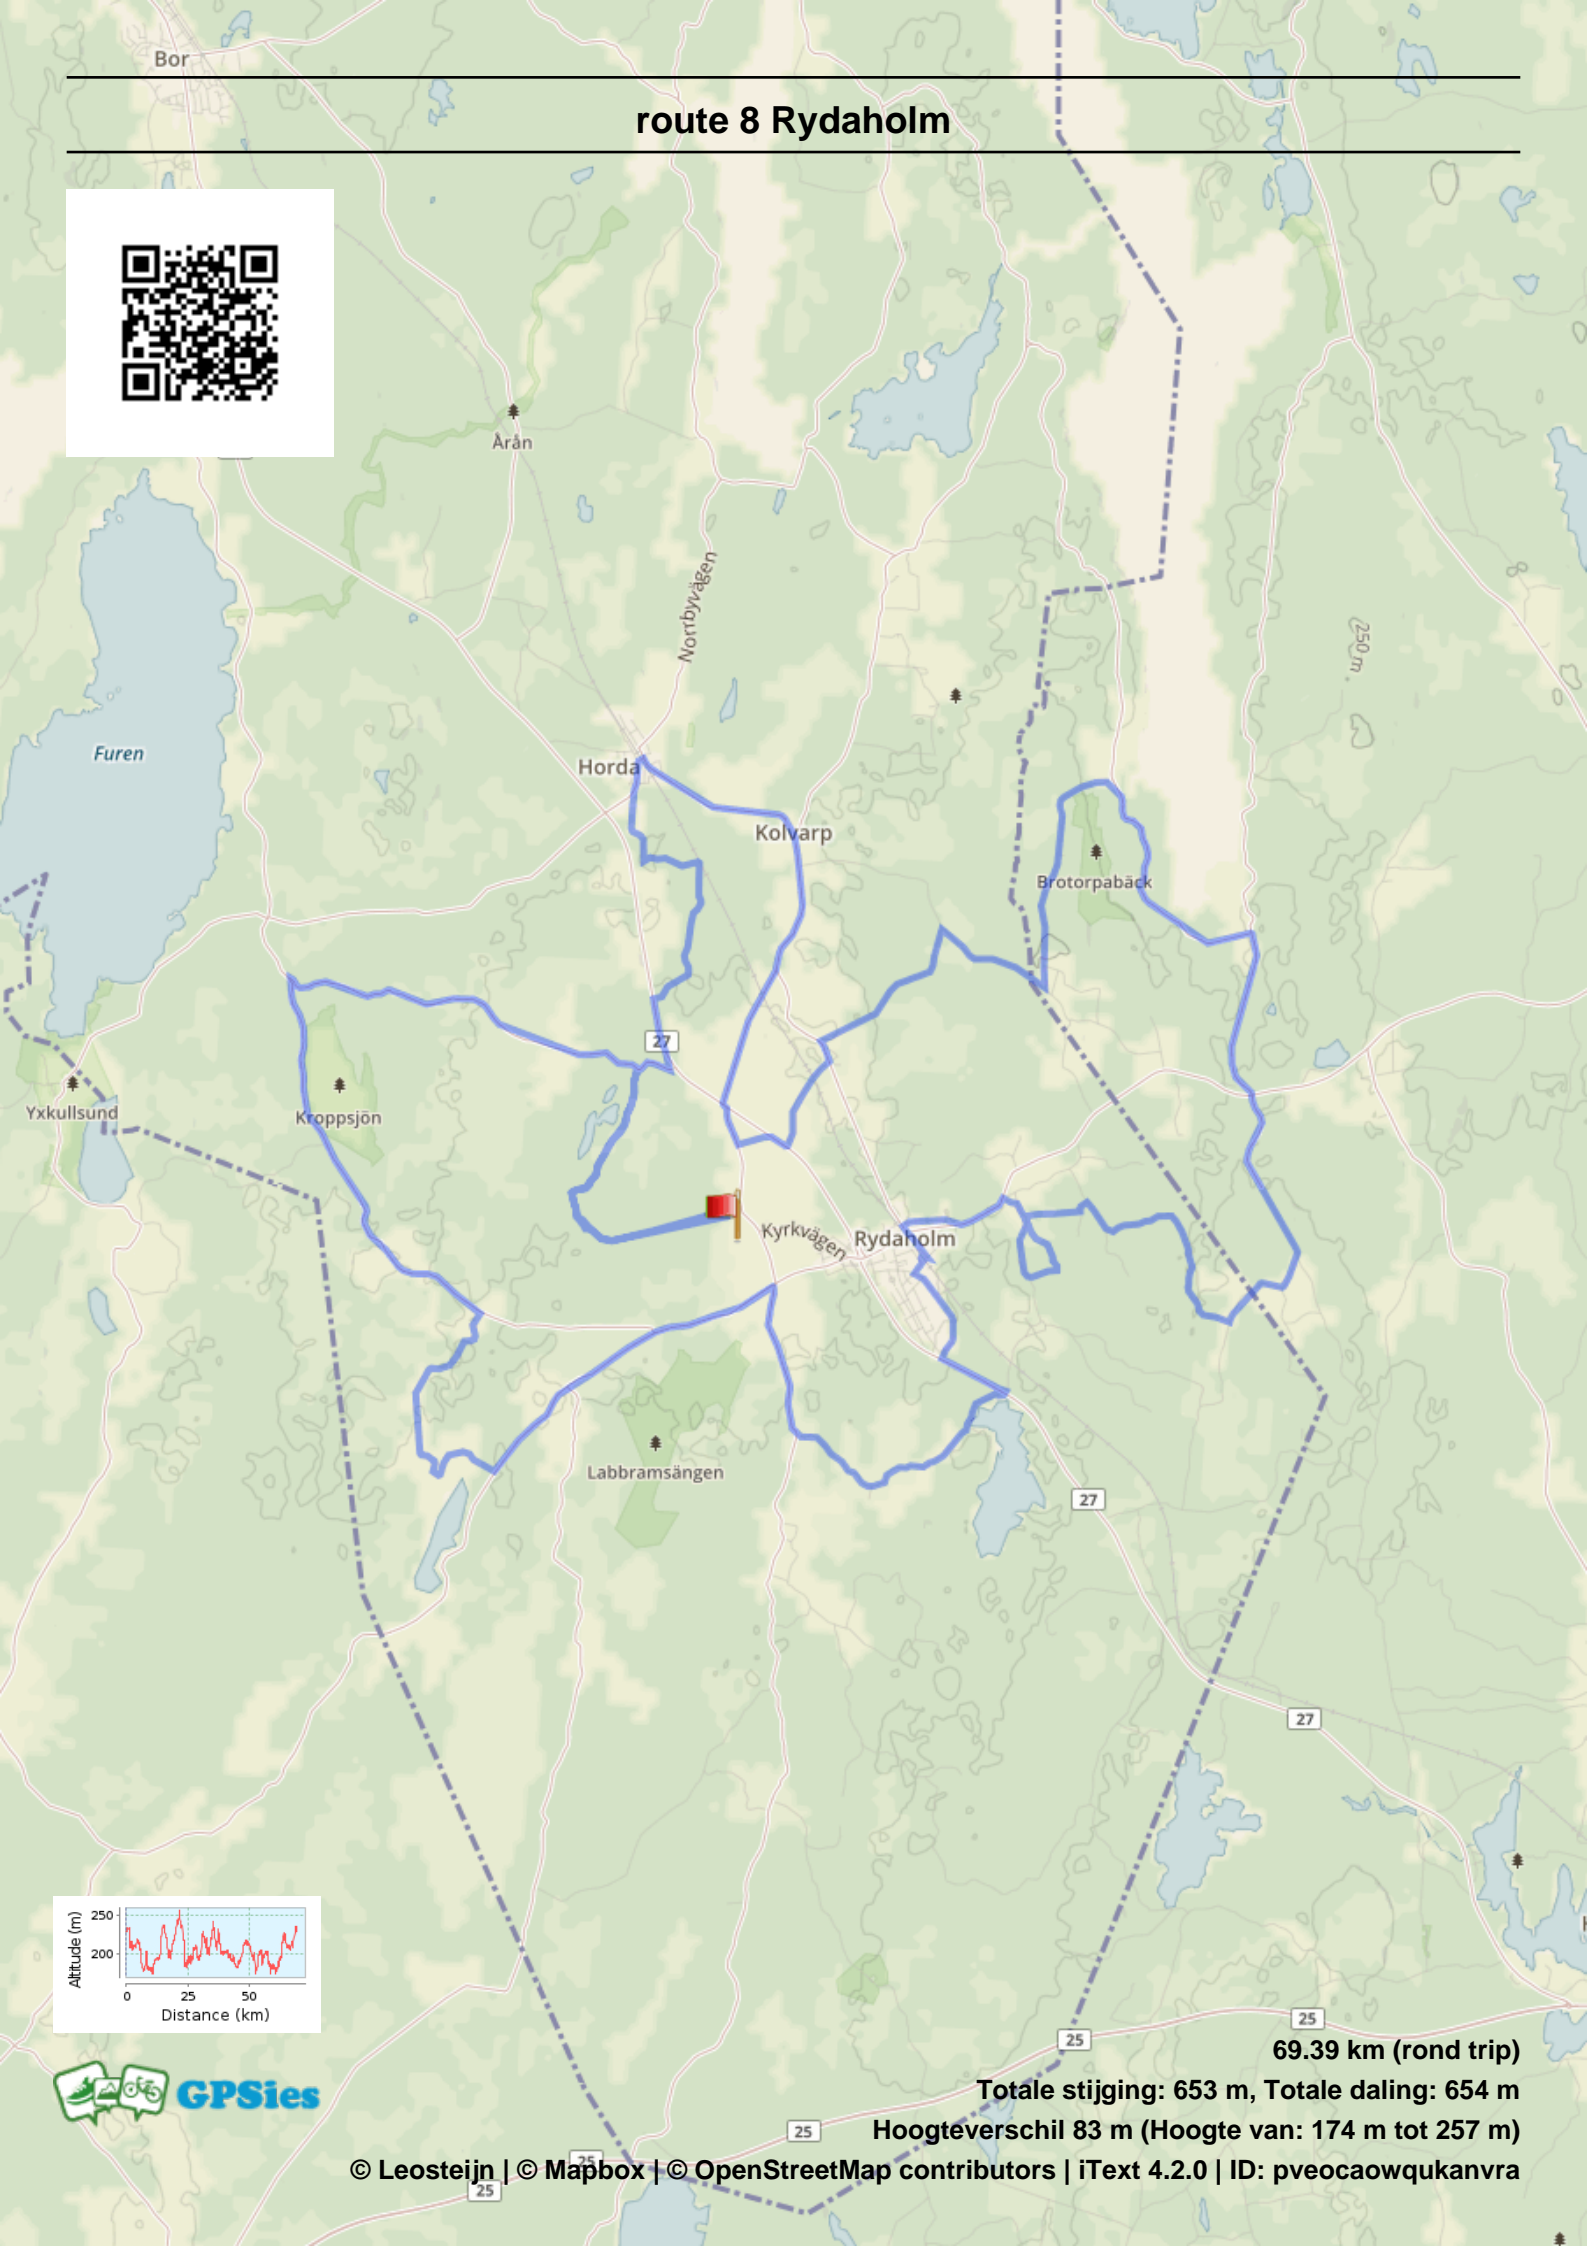 Bor
route 8 Rydaholm
Årån
Norrbyvägen
250 m
Furen
Horda
Kolvarp
Brotorpabäck
27
Yxkullsund
Kroppsjön
Kyrkvägen
Rydaholm
Labbramsängen
27
27
Altitude (m)
250
200
0 25 50
Distance (km)
25
25
69.39 km (rond trip)
GPSies
Totale stijging: 653 m, Totale daling: 654 m
25
Hoogteverschil 83 m (Hoogte van: 174 m tot 257 m)
25
© Leosteijn | © Mapbox | © OpenStreetMap contributors | iText 4.2.0 | ID: pveocaowqukanvra
25